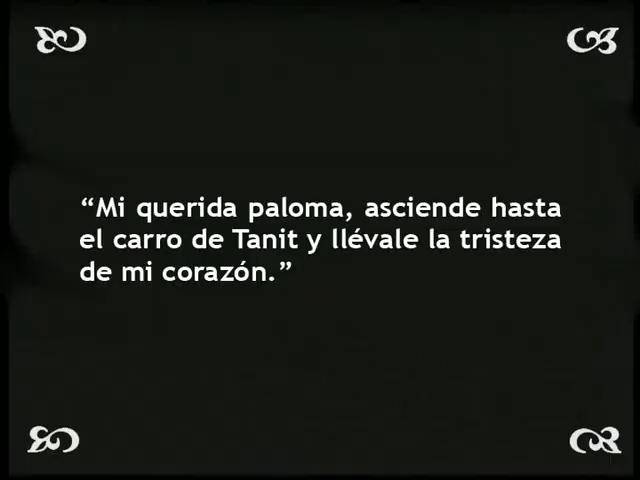 “Mi querida paloma, asciende hasta
el carro de Tanit y llévale la tristeza
de mi corazón.”